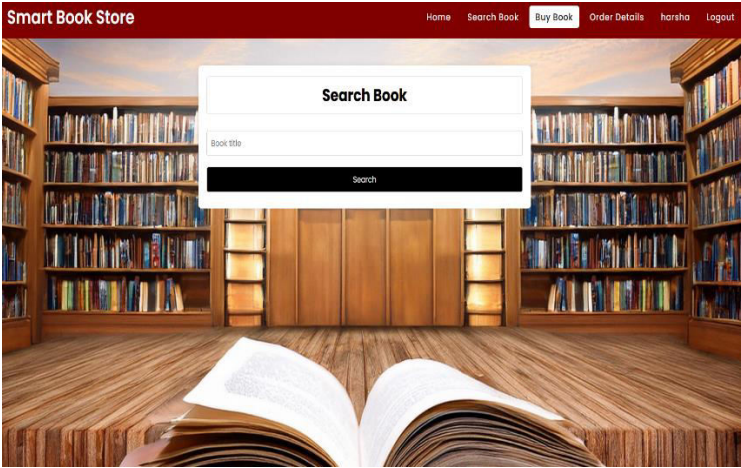 Smart Book Store
Home Search Book Buy Book Order Details harsha Logout
Search Book
Book title
Search